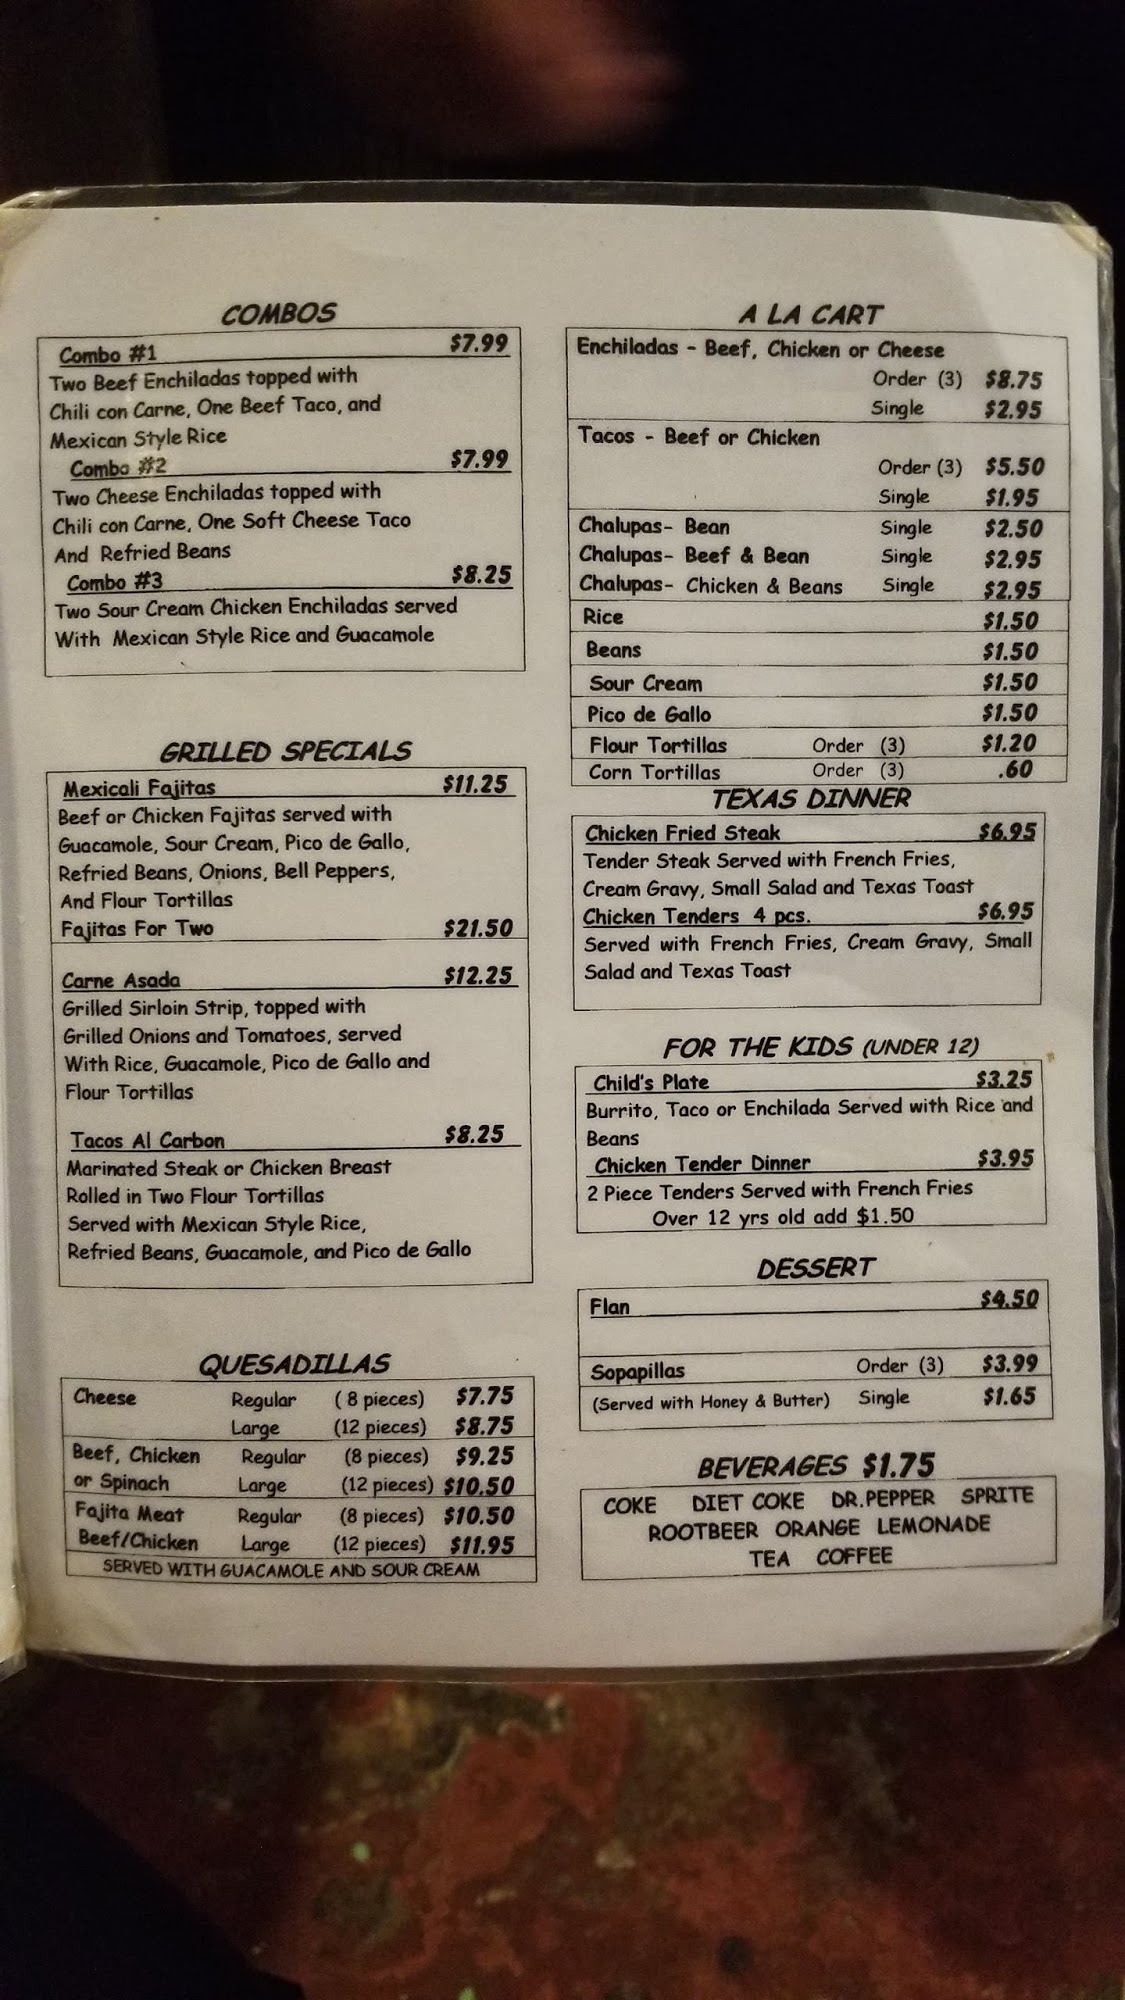 COMBOS
Combo #1 $7.99
Two Beef Enchiladas topped with
Chili con Carne, One Beef Taco, and
Mexican Style Rice
Combo #2 $7.99
Two Cheese Enchiladas topped with
Chili con Carne, One Soft Cheese Taco
And Refried Beans
Combo #3 $8.25
Two Sour Cream Chicken Enchiladas served
With Mexican Style Rice and Guacamole
GRILLED SPECIALS
Mexicali Fajitas $11.25
Beef or Chicken Fajitas served with
Guacamole, Sour Cream, Pico de Gallo,
Refried Beans, Onions, Bell Peppers,
And Flour Tortillas
Fajitas For Two $21.50
Carne Asada $12.25
Grilled Sirloin Strip, topped with
Grilled Onions and Tomatoes, served
With Rice, Guacamole, Pico de Gallo and
Flour Tortillas
Tacos Al Carbon $8.25
Marinated Steak or Chicken Breast
Rolled in Two Flour Tortillas
Served with Mexican Style Rice,
Refried Beans, Guacamole, and Pico de Gallo
QUESADILLAS
Cheese Regular ( 8 pieces) $7.75
Large (12 pieces) $8.75
Beef, Chicken Regular (8 pieces) $9.25
or Spinach Large (12 pieces) $10.50
Fajita Meat Regular (8 pieces) $10.50
Beef/Chicken Large (12 pieces) $11.95
SERVED WITH GUACAMOLE AND SOUR CREAM
A LA CART
Enchiladas - Beef, Chicken or Cheese
Order (3) $8.75
Single $2.95
Tacos - Beef or Chicken
Order (3) $5.50
Single $1.95
Chalupas- Bean Single $2.50
Chalupas- Beef & Bean Single $2.95
Chalupas- Chicken & Beans Single $2.95
Rice $1.50
Beans $1.50
Sour Cream $1.50
Pico de Gallo $1.50
Flour Tortillas Order (3) $1.20
Corn Tortillas Order (3) .60
TEXAS DINNER
Chicken Fried Steak $6.95
Tender Steak Served with French Fries,
Cream Gravy, Small Salad and Texas Toast
Chicken Tenders 4 pcs. $6.95
Served with French Fries, Cream Gravy, Small
Salad and Texas Toast
FOR THE KIDS (UNDER 12)
Child's Plate $3.25
Burrito, Taco or Enchilada Served with Rice and
Beans
Chicken Tender Dinner $3.95
2 Piece Tenders Served with French Fries
Over 12 yrs old add $1.50
DESSERT
Flan $4.50
Sopapillas Order (3) $3.99
(Served with Honey & Butter) Single $1.65
BEVERAGES $1.75
COKE DIET COKE DR.PEPPER SPRITE
ROOTBEER ORANGE LEMONADE
TEA COFFEE